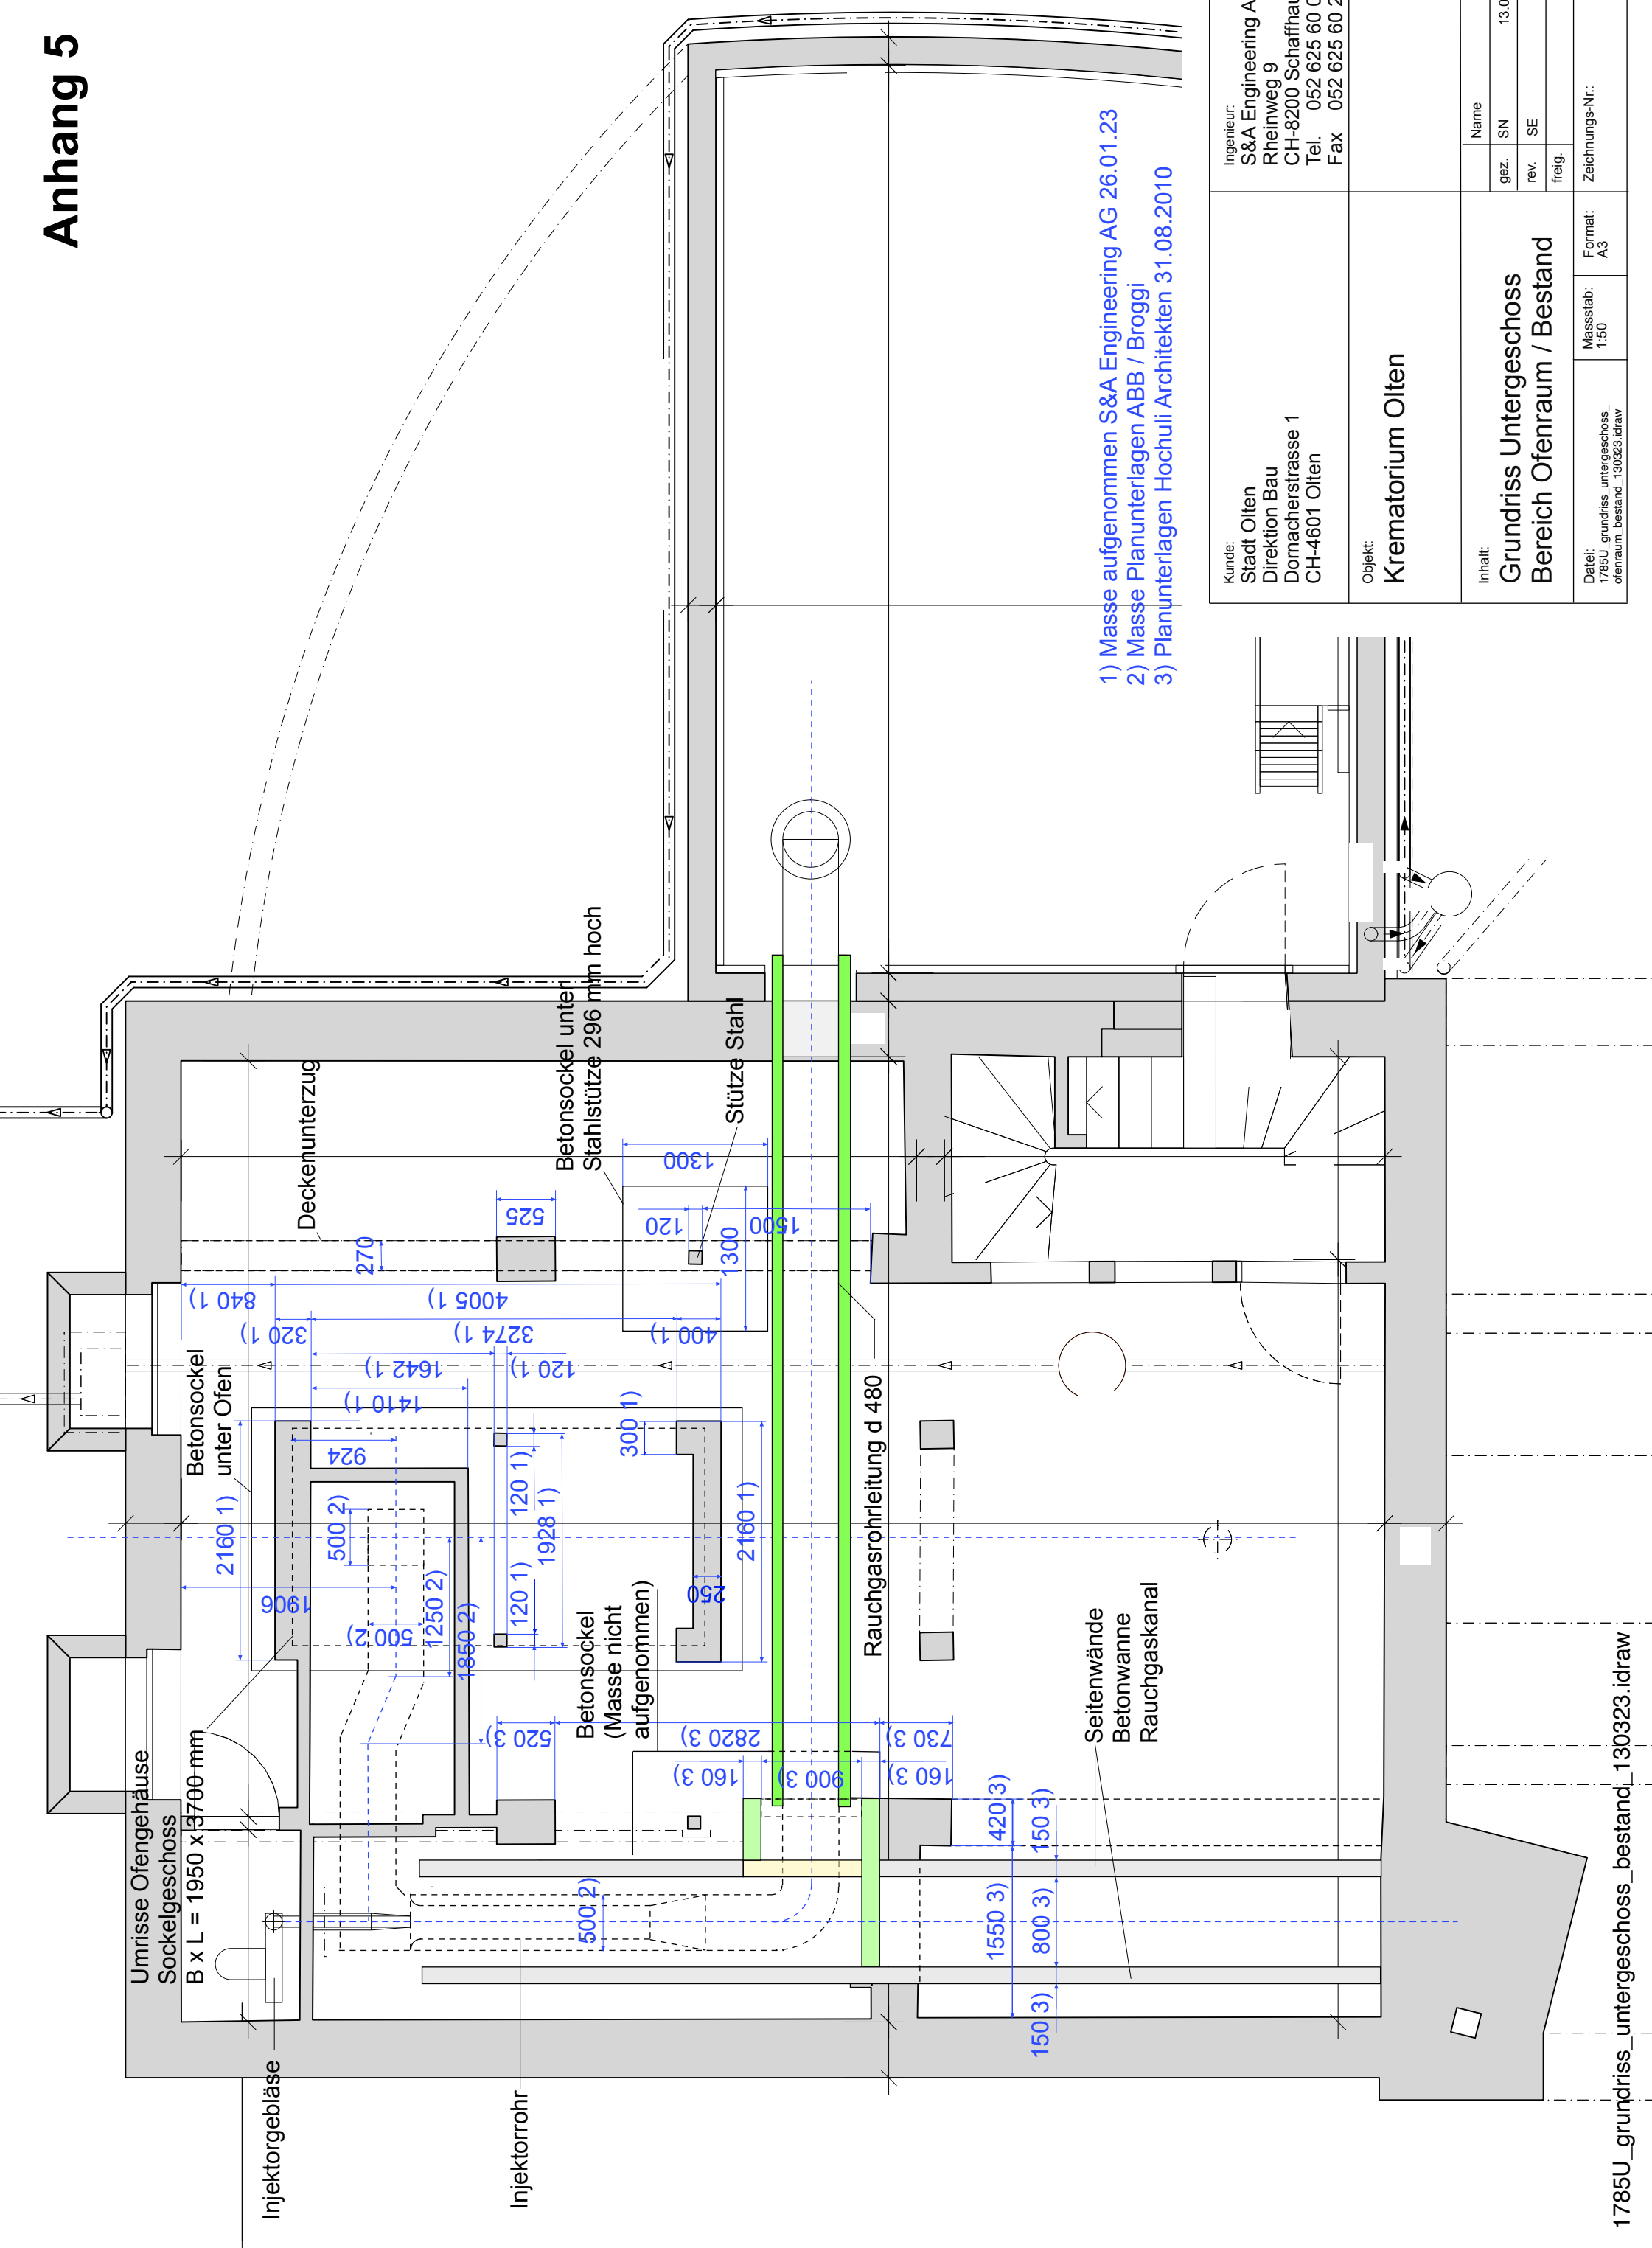 Anhang 5
Deckenunterzug
Betonsockel unten
Stahlstütze 296 mm hoch
Stütze Stahl
Betonsockel
unter Ofen
Umrisse Ofengehäuse
Sockelgeschoss
B x L = 1950 x 3700 mm
Injektorgebläse
Injektorrohr
Betonsockel
(Masse nicht
aufgenommen)
Rauchgasrohrleitung d 480
Seitenwände
Betonwanne
Rauchgaskanal
270
525
1300
120
1500
1300
840 1)
4005 1)
320 1)
3274 1)
400 1)
1642 1)
120 1)
1410 1)
924
300 1)
2160 1)
500 2)
120 1)
1928 1)
2160 1)
1906
500 2)
1250 2)
1850 2)
120 1)
250
520 3)
2820 3)
730 3)
160 3)
900 3)
160 3)
500 2)
420 3)
150 3)
1550 3)
800 3)
150 3)
1) Masse aufgenommen S&A Engineering AG 26.01.23
2) Masse Planunterlagen ABB / Broggi
3) Planunterlagen Hochuli Architekten 31.08.2010
Kunde:
Stadt Olten
Direktion Bau
Dornacherstrasse 1
CH-4601 Olten
Ingenieur:
S&A Engineering A
Rheinweg 9
CH-8200 Schaffhau
Tel. 052 625 60 0
Fax 052 625 60 2
Objekt:
Krematorium Olten
Inhalt:
Grundriss Untergeschoss
Bereich Ofenraum / Bestand
Name
gez. SN 13.0
rev. SE
freig.
Datei:
1785U_grundriss_untergeschoss_
ofenraum_bestand_130323.idraw
Massstab:
1:50
Format:
A3
Zeichnungs-Nr.:
1785U_grundriss_untergeschoss_bestand_130323.idraw